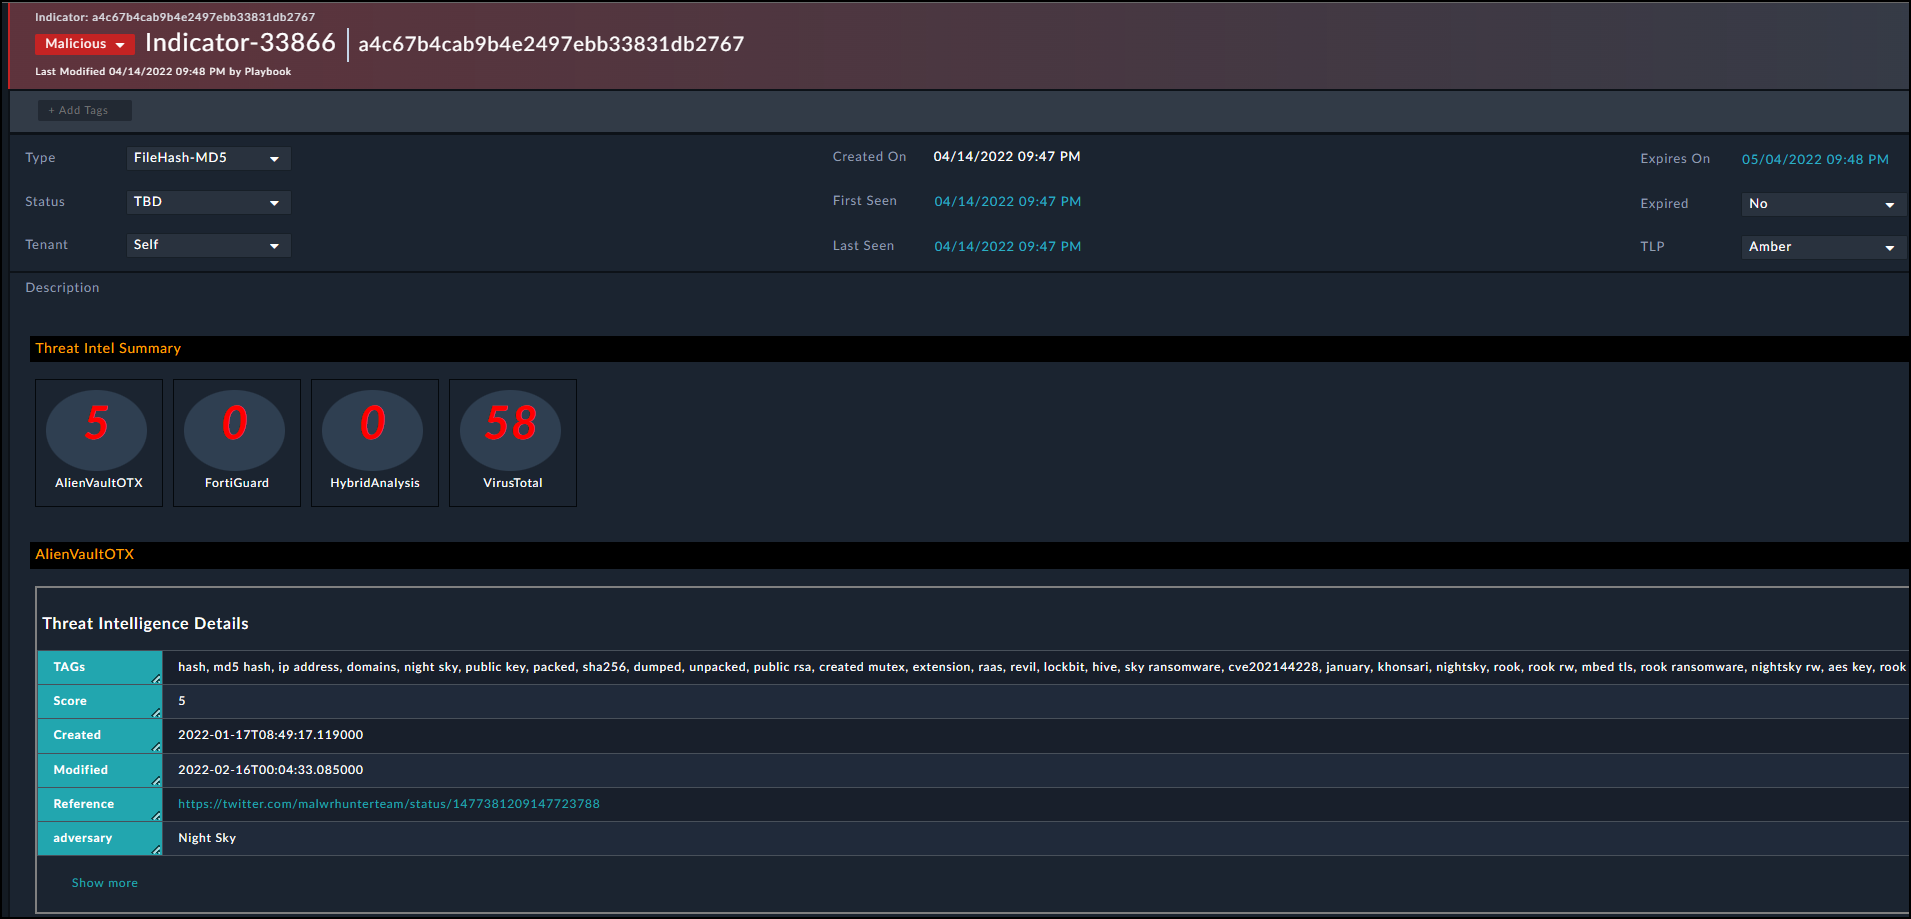 Indicator: a4c67b4cab9b4e2497ebb33831db2767
Malicious Indicator-33866 a4c67b4cab9b4e2497ebb33831db2767
Last Modified 04/14/2022 09:48 PM by Playbook
+ Add Tags
Type FileHash-MD5 Created On 04/14/2022 09:47 PM Expires On 05/04/2022 09:48 PM
Status TBD First Seen 04/14/2022 09:47 PM Expired No
Tenant Self Last Seen 04/14/2022 09:47 PM TLP Amber
Description
Threat Intel Summary
5 0 0 58
AlienVaultOTX FortiGuard HybridAnalysis VirusTotal
AlienVaultOTX
Threat Intelligence Details
TAGs hash, md5 hash, ip address, domains, night sky, public key, packed, sha256, dumped, unpacked, public rsa, created mutex, extension, raas, revil, lockbit, hive, sky ransomware, cve202144228, january, khonsari, nightsky, rook, rook rw, mbed tls, rook ransomware, nightsky rw, aes key, rook
Score 5
Created 2022-01-17T08:49:17.119000
Modified 2022-02-16T00:04:33.085000
Reference https://twitter.com/malwrhunterteam/status/1477381209147723788
adversary Night Sky
Show more